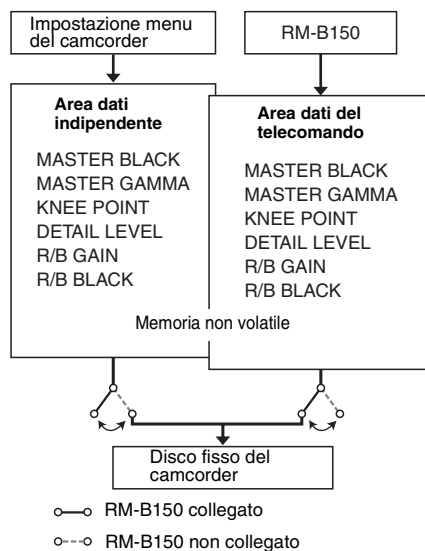 Impostazione menu
del camcorder
RM-B150
Area dati
indipendente
MASTER BLACK
MASTER GAMMA
KNEE POINT
DETAIL LEVEL
R/B GAIN
R/B BLACK
Area dati del
telecomando
MASTER BLACK
MASTER GAMMA
KNEE POINT
DETAIL LEVEL
R/B GAIN
R/B BLACK
Memoria non volatile
Disco fisso del
camcorder
RM-B150 collegato
RM-B150 non collegato